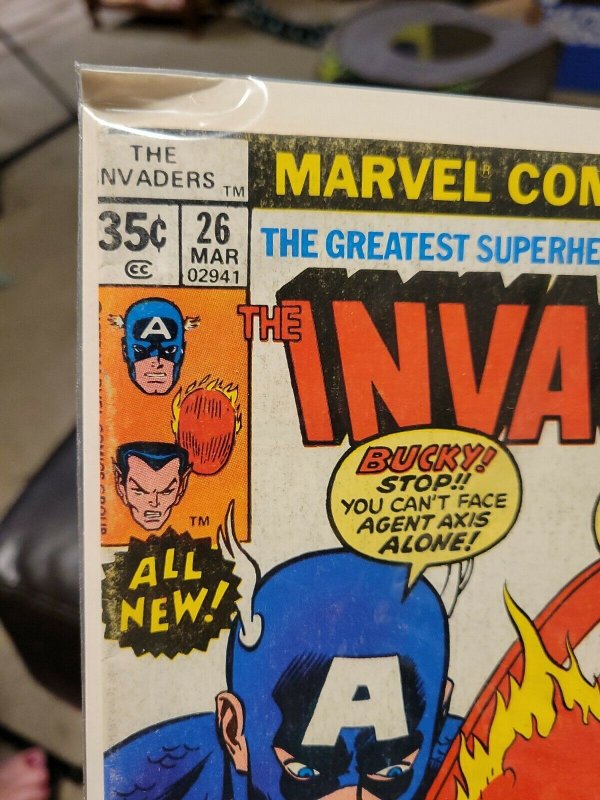 THE
NVADERS TM
MARVEL® COM
35¢ 26
MAR
02941
CC
THE GREATEST SUPERHE
THE INVA
BUCKY!
STOP!!
YOU CAN'T FACE
AGENT AXIS
ALONE!
TM
ALL
NEW!
A
A